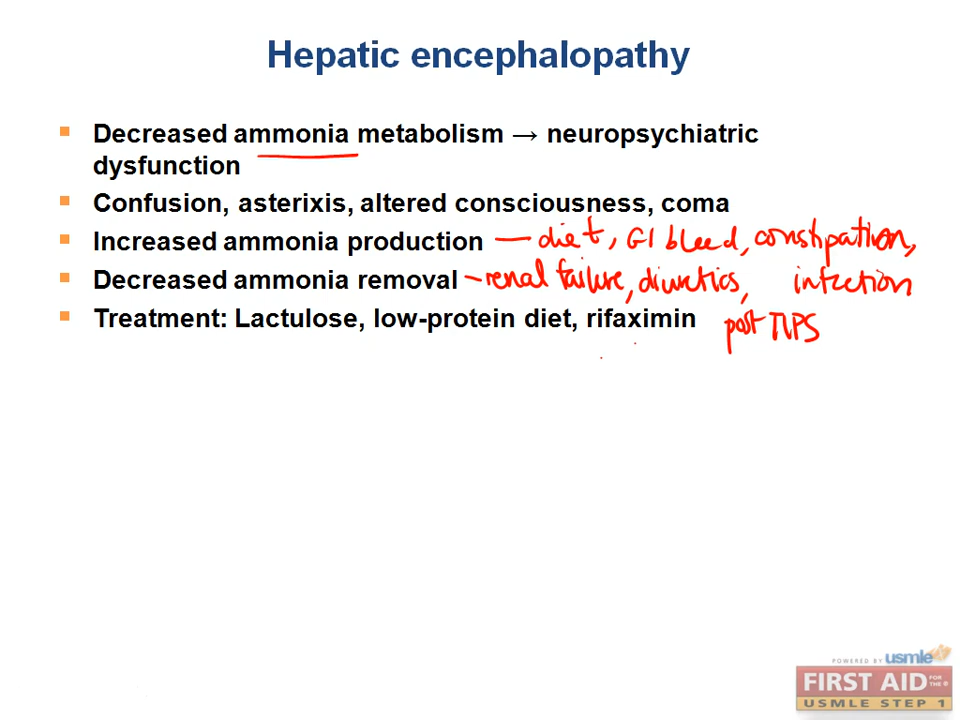 Hepatic encephalopathy
Decreased ammonia metabolism → neuropsychiatric
dysfunction
Confusion, asterixis, altered consciousness, coma
Increased ammonia production — diet, GI bleed, constipation,
infection
Decreased ammonia removal – renal failure, diuretics,
post TIPS
Treatment: Lactulose, low-protein diet, rifaximin
POWERED BY usmle
FIRST AID FOR THE®
USMLE STEP 1